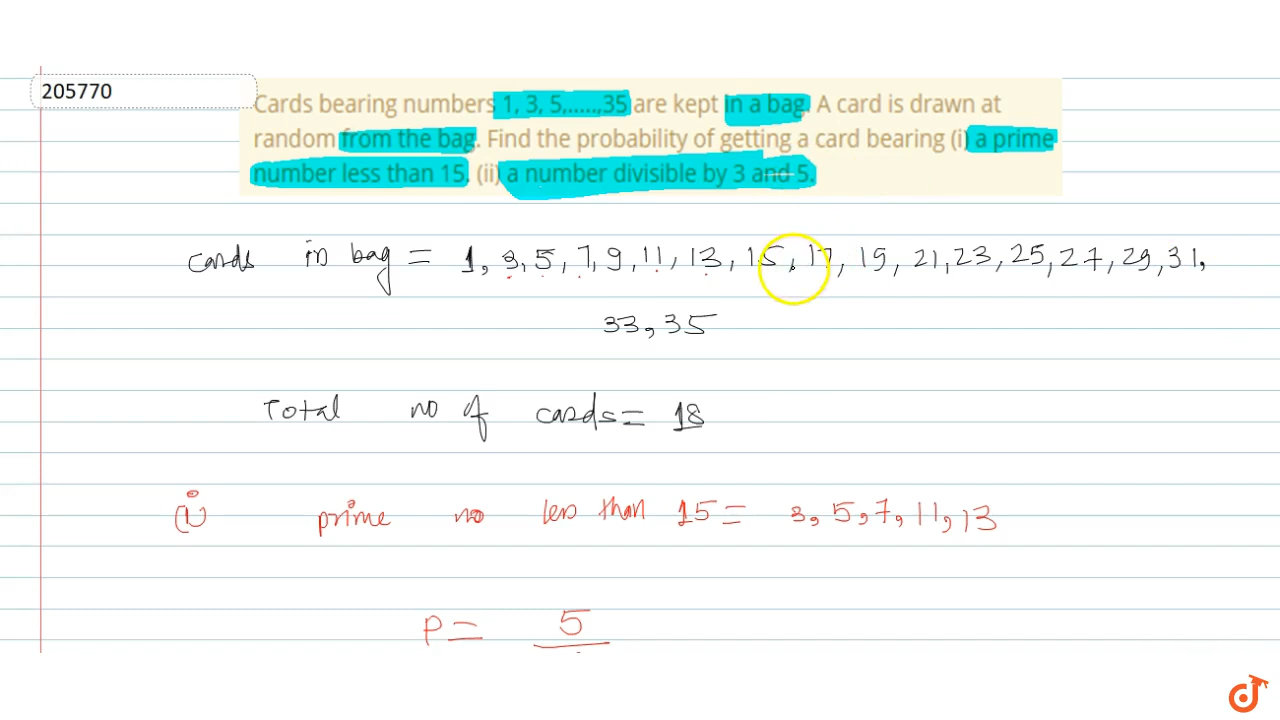 205770
Cards bearing numbers 1, 3, 5,.....,35 are kept in a bag. A card is drawn at
random from the bag. Find the probability of getting a card bearing (i) a prime
number less than 15. (ii) a number divisible by 3 and 5.
cards in bag = 1, 3, 5, 7, 9, 11, 13, 15, 17, 19, 21, 23, 25, 27, 29, 31,
33, 35
Total no of cards = 18
(i) prime no less than 15 = 3, 5, 7, 11, 13
P = 5